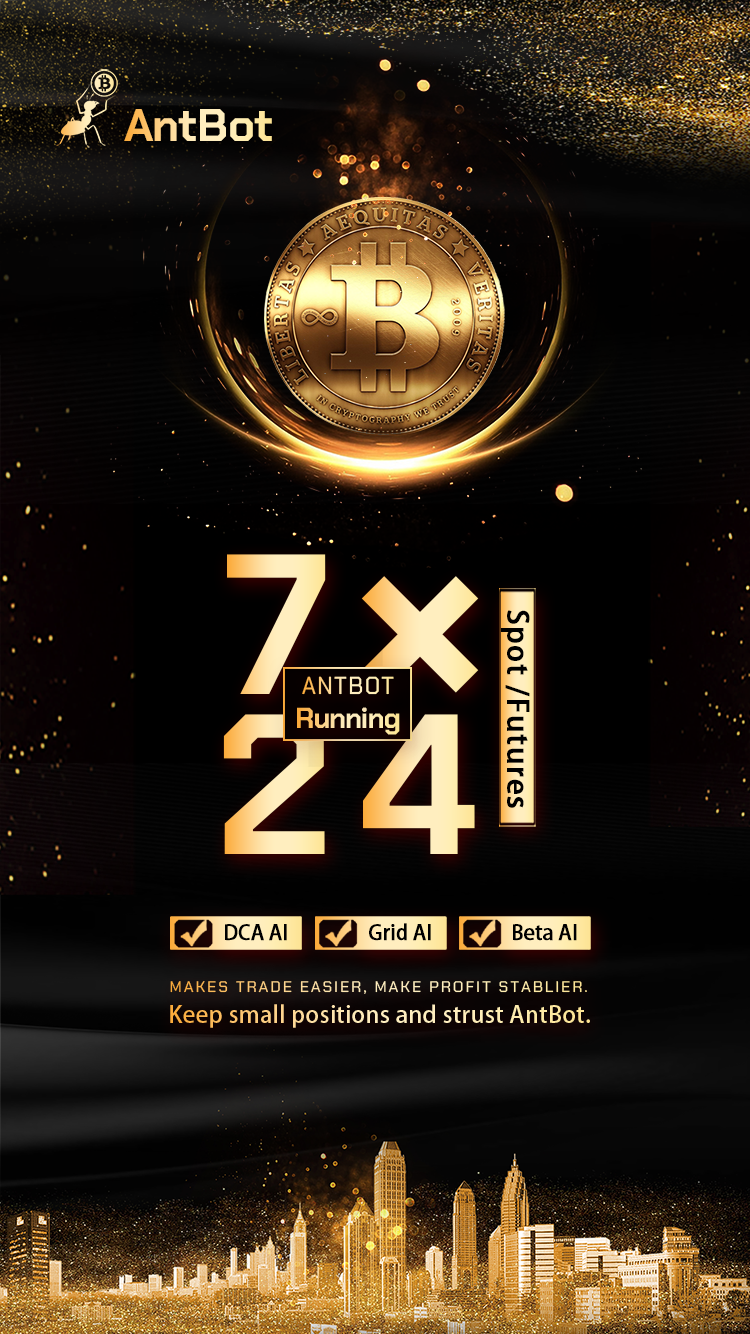 AntBot
LIBERTAS ★ AEQUITAS ★ VERITAS
2009
IN CRYPTOGRAPHY WE TRUST
7×
ANTBOT
Running
24
Spot /Futures
DCA AI
Grid AI
Beta AI
MAKES TRADE EASIER, MAKE PROFIT STABLIER.
Keep small positions and strust AntBot.